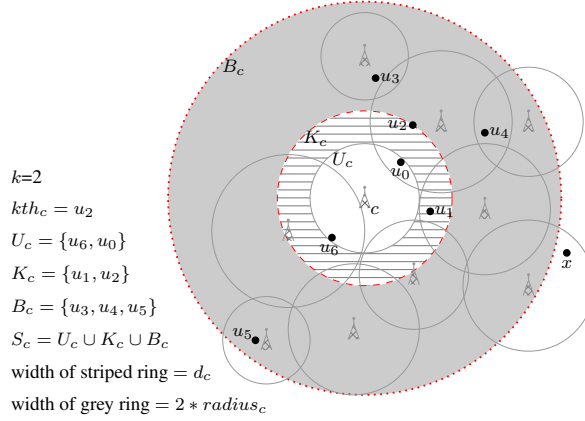 B_c
u_3
u_2
u_4
K_c
U_c
u_0
k=2
c
u_1
kth_c = u_2
U_c = {u_6, u_0}
u_6
x
K_c = {u_1, u_2}
B_c = {u_3, u_4, u_5}
u_5
S_c = U_c ∪ K_c ∪ B_c
width of striped ring = d_c
width of grey ring = 2 * radius_c